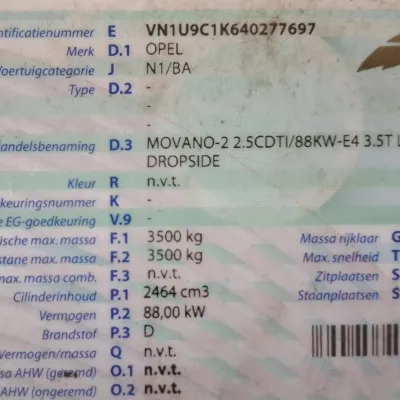 entificatienummer E VN1U9C1K640277697
Merk D.1 OPEL
Voertuigcategorie J N1/BA
Type D.2 -
andelsbenaming D.3 MOVANO-2 2.5CDTI/88KW-E4 3.5T L
DROPSIDE
Kleur R n.v.t.
keuringsnummer K -
e EG-goedkeuring V.9 -
ische max. massa F.1 3500 kg Massa rijklaar G
stane max. massa F.2 3500 kg Max. snelheid T
max. massa comb. F.3 n.v.t. Zitplaatsen S
Cilinderinhoud P.1 2464 cm3 Staanplaatsen S
Vermogen P.2 88,00 kW
Brandstof P.3 D
Vermogen/massa Q n.v.t.
sa AHW (geremd) O.1 n.v.t.
AHW (ongeremd) O.2 n.v.t.